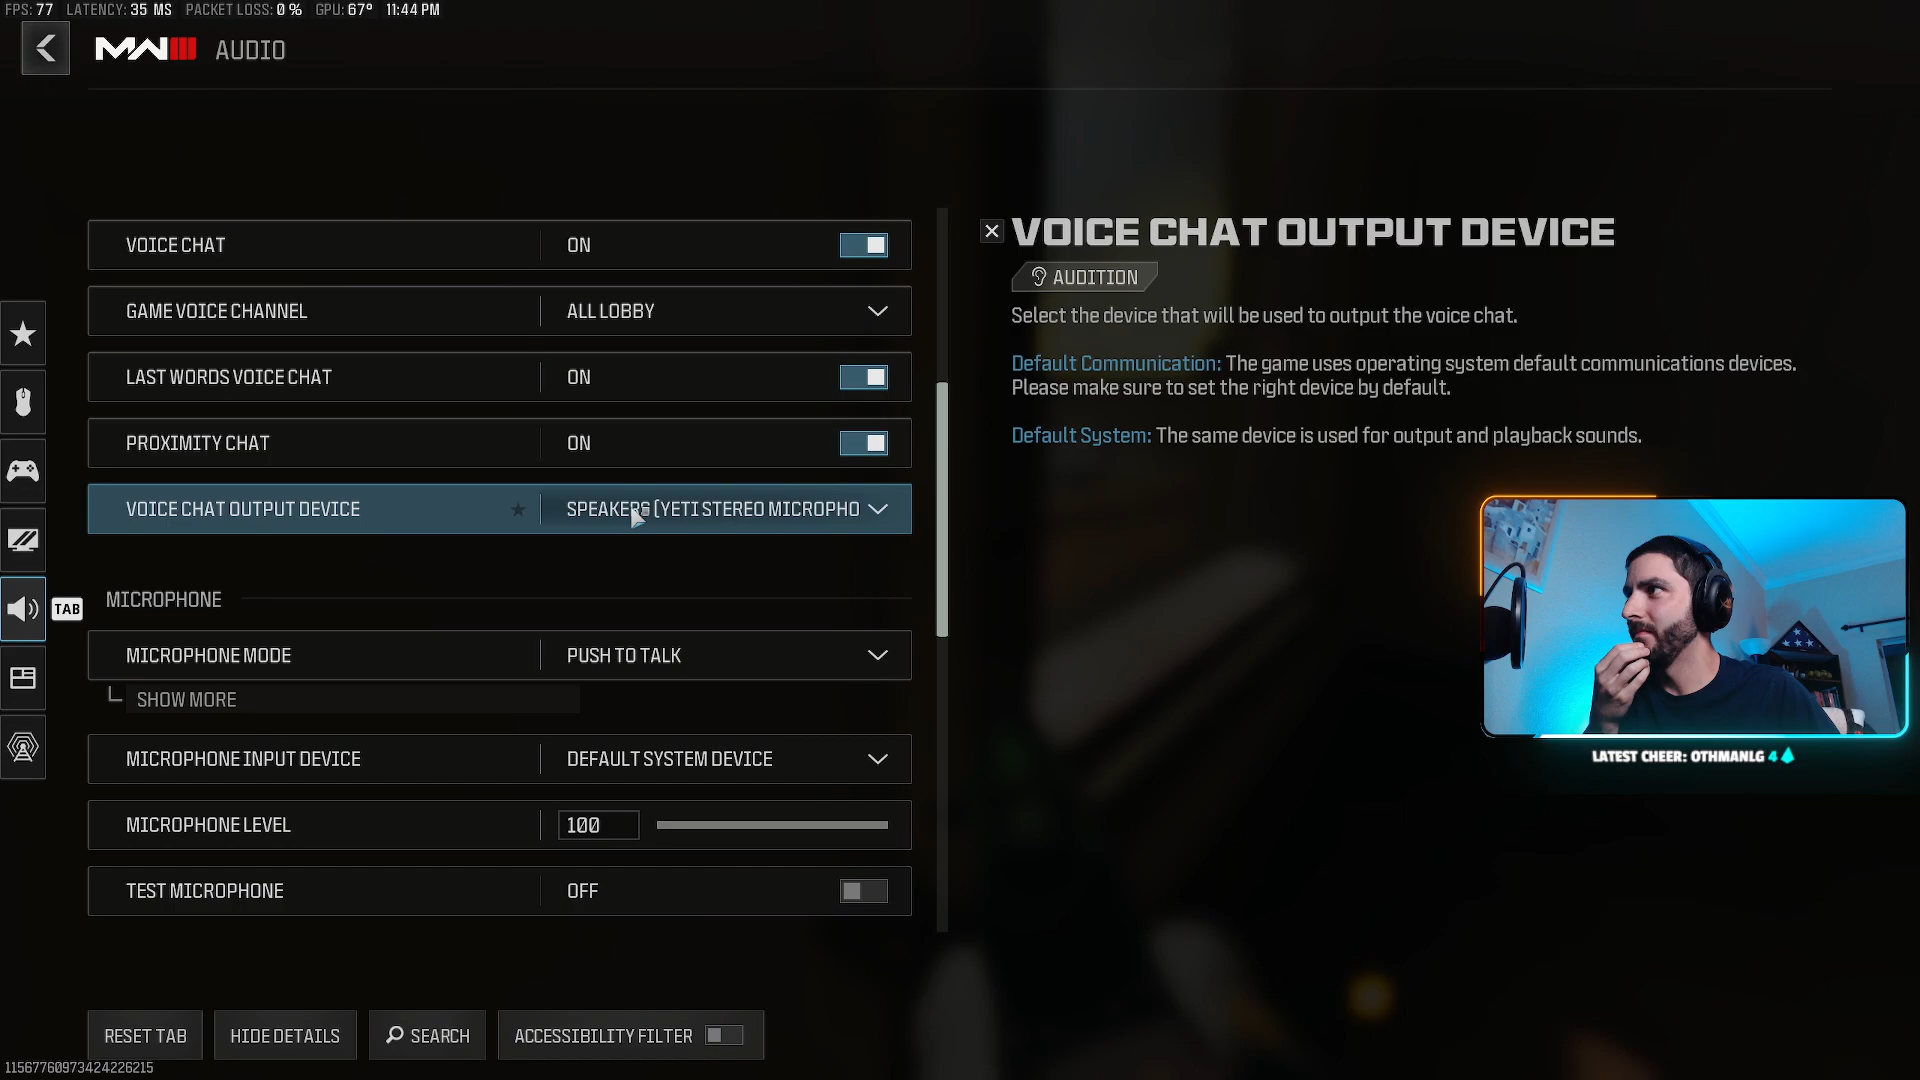 FPS: 77 LATENCY: 35 MS PACKET LOSS: 0 % GPU: 67° 11:44 PM
MWIII AUDIO
VOICE CHAT ON
GAME VOICE CHANNEL ALL LOBBY
LAST WORDS VOICE CHAT ON
PROXIMITY CHAT ON
VOICE CHAT OUTPUT DEVICE SPEAKERS (YETI STEREO MICROPHO
TAB
MICROPHONE
MICROPHONE MODE PUSH TO TALK
SHOW MORE
MICROPHONE INPUT DEVICE DEFAULT SYSTEM DEVICE
MICROPHONE LEVEL 100
TEST MICROPHONE OFF
VOICE CHAT OUTPUT DEVICE
AUDITION
Select the device that will be used to output the voice chat.
Default Communication: The game uses operating system default communications devices.
Please make sure to set the right device by default.
Default System: The same device is used for output and playback sounds.
LATEST CHEER: OTHMANLG 4
RESET TAB HIDE DETAILS SEARCH ACCESSIBILITY FILTER
11567760973424226215